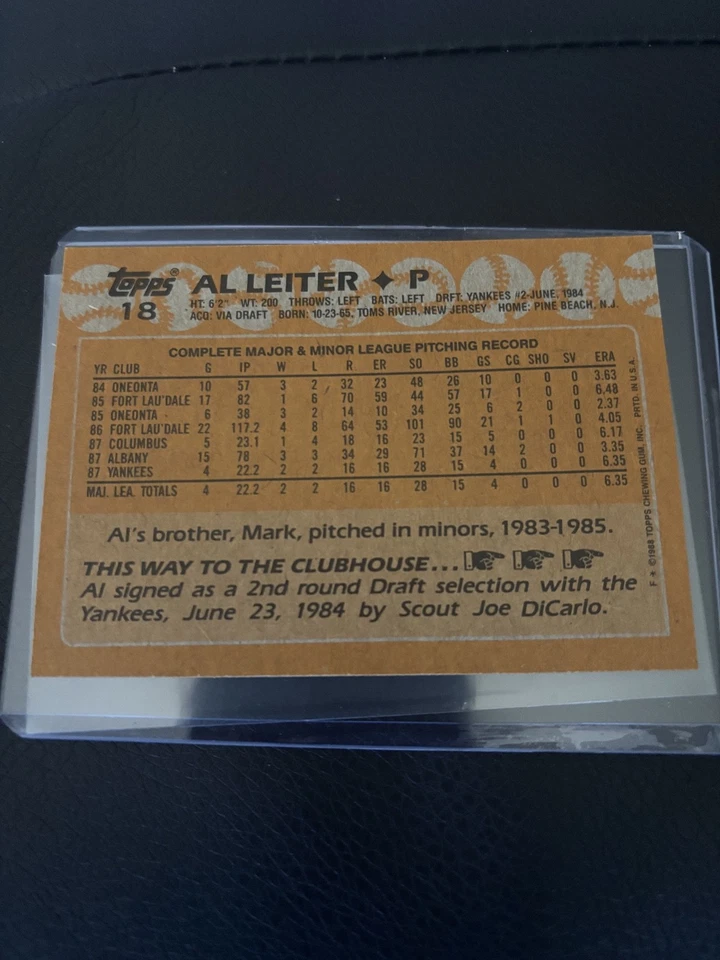 Topps® AL LEITER ✦ P
18 HT: 6'2" WT: 200 THROWS: LEFT BATS: LEFT DRFT: YANKEES #2-JUNE, 1984
ACQ: VIA DRAFT BORN: 10-23-65, TOMS RIVER, NEW JERSEY HOME: PINE BEACH, N.J.
COMPLETE MAJOR & MINOR LEAGUE PITCHING RECORD
YR CLUB G IP W L R ER SO BB GS CG SHO SV ERA
84 ONEONTA 10 57 3 2 32 23 48 26 10 0 0 0 3.63
85 FORT LAU'DALE 17 82 1 6 70 59 44 57 17 1 0 0 6.48
85 ONEONTA 6 38 3 2 14 10 34 25 6 2 0 0 2.37
86 FORT LAU'DALE 22 117.2 4 8 64 53 101 90 21 1 1 0 4.05
87 COLUMBUS 5 23.1 1 4 18 16 23 15 5 0 0 0 6.17
87 ALBANY 15 78 3 3 34 29 71 37 14 2 0 0 3.35
87 YANKEES 4 22.2 2 2 16 16 28 15 4 0 0 0 6.35
MAJ. LEA. TOTALS 4 22.2 2 2 16 16 28 15 4 0 0 0 6.35
Al's brother, Mark, pitched in minors, 1983-1985.
THIS WAY TO THE CLUBHOUSE...
Al signed as a 2nd round Draft selection with the
Yankees, June 23, 1984 by Scout Joe DiCarlo.
F * ©1988 TOPPS CHEWING GUM, INC. PRTD. IN U.S.A.